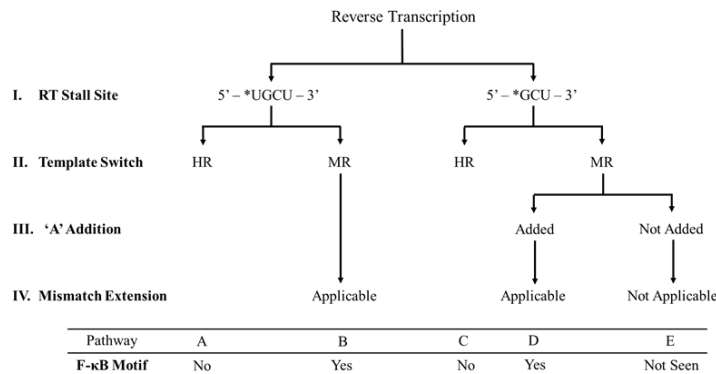 Reverse Transcription
I. RT Stall Site 5’ – *UGCU – 3’ 5’ – *GCU – 3’
II. Template Switch HR MR HR MR
III. ‘A’ Addition Added Not Added
IV. Mismatch Extension Applicable Applicable Not Applicable
Pathway A B C D E
F-κB Motif No Yes No Yes Not Seen